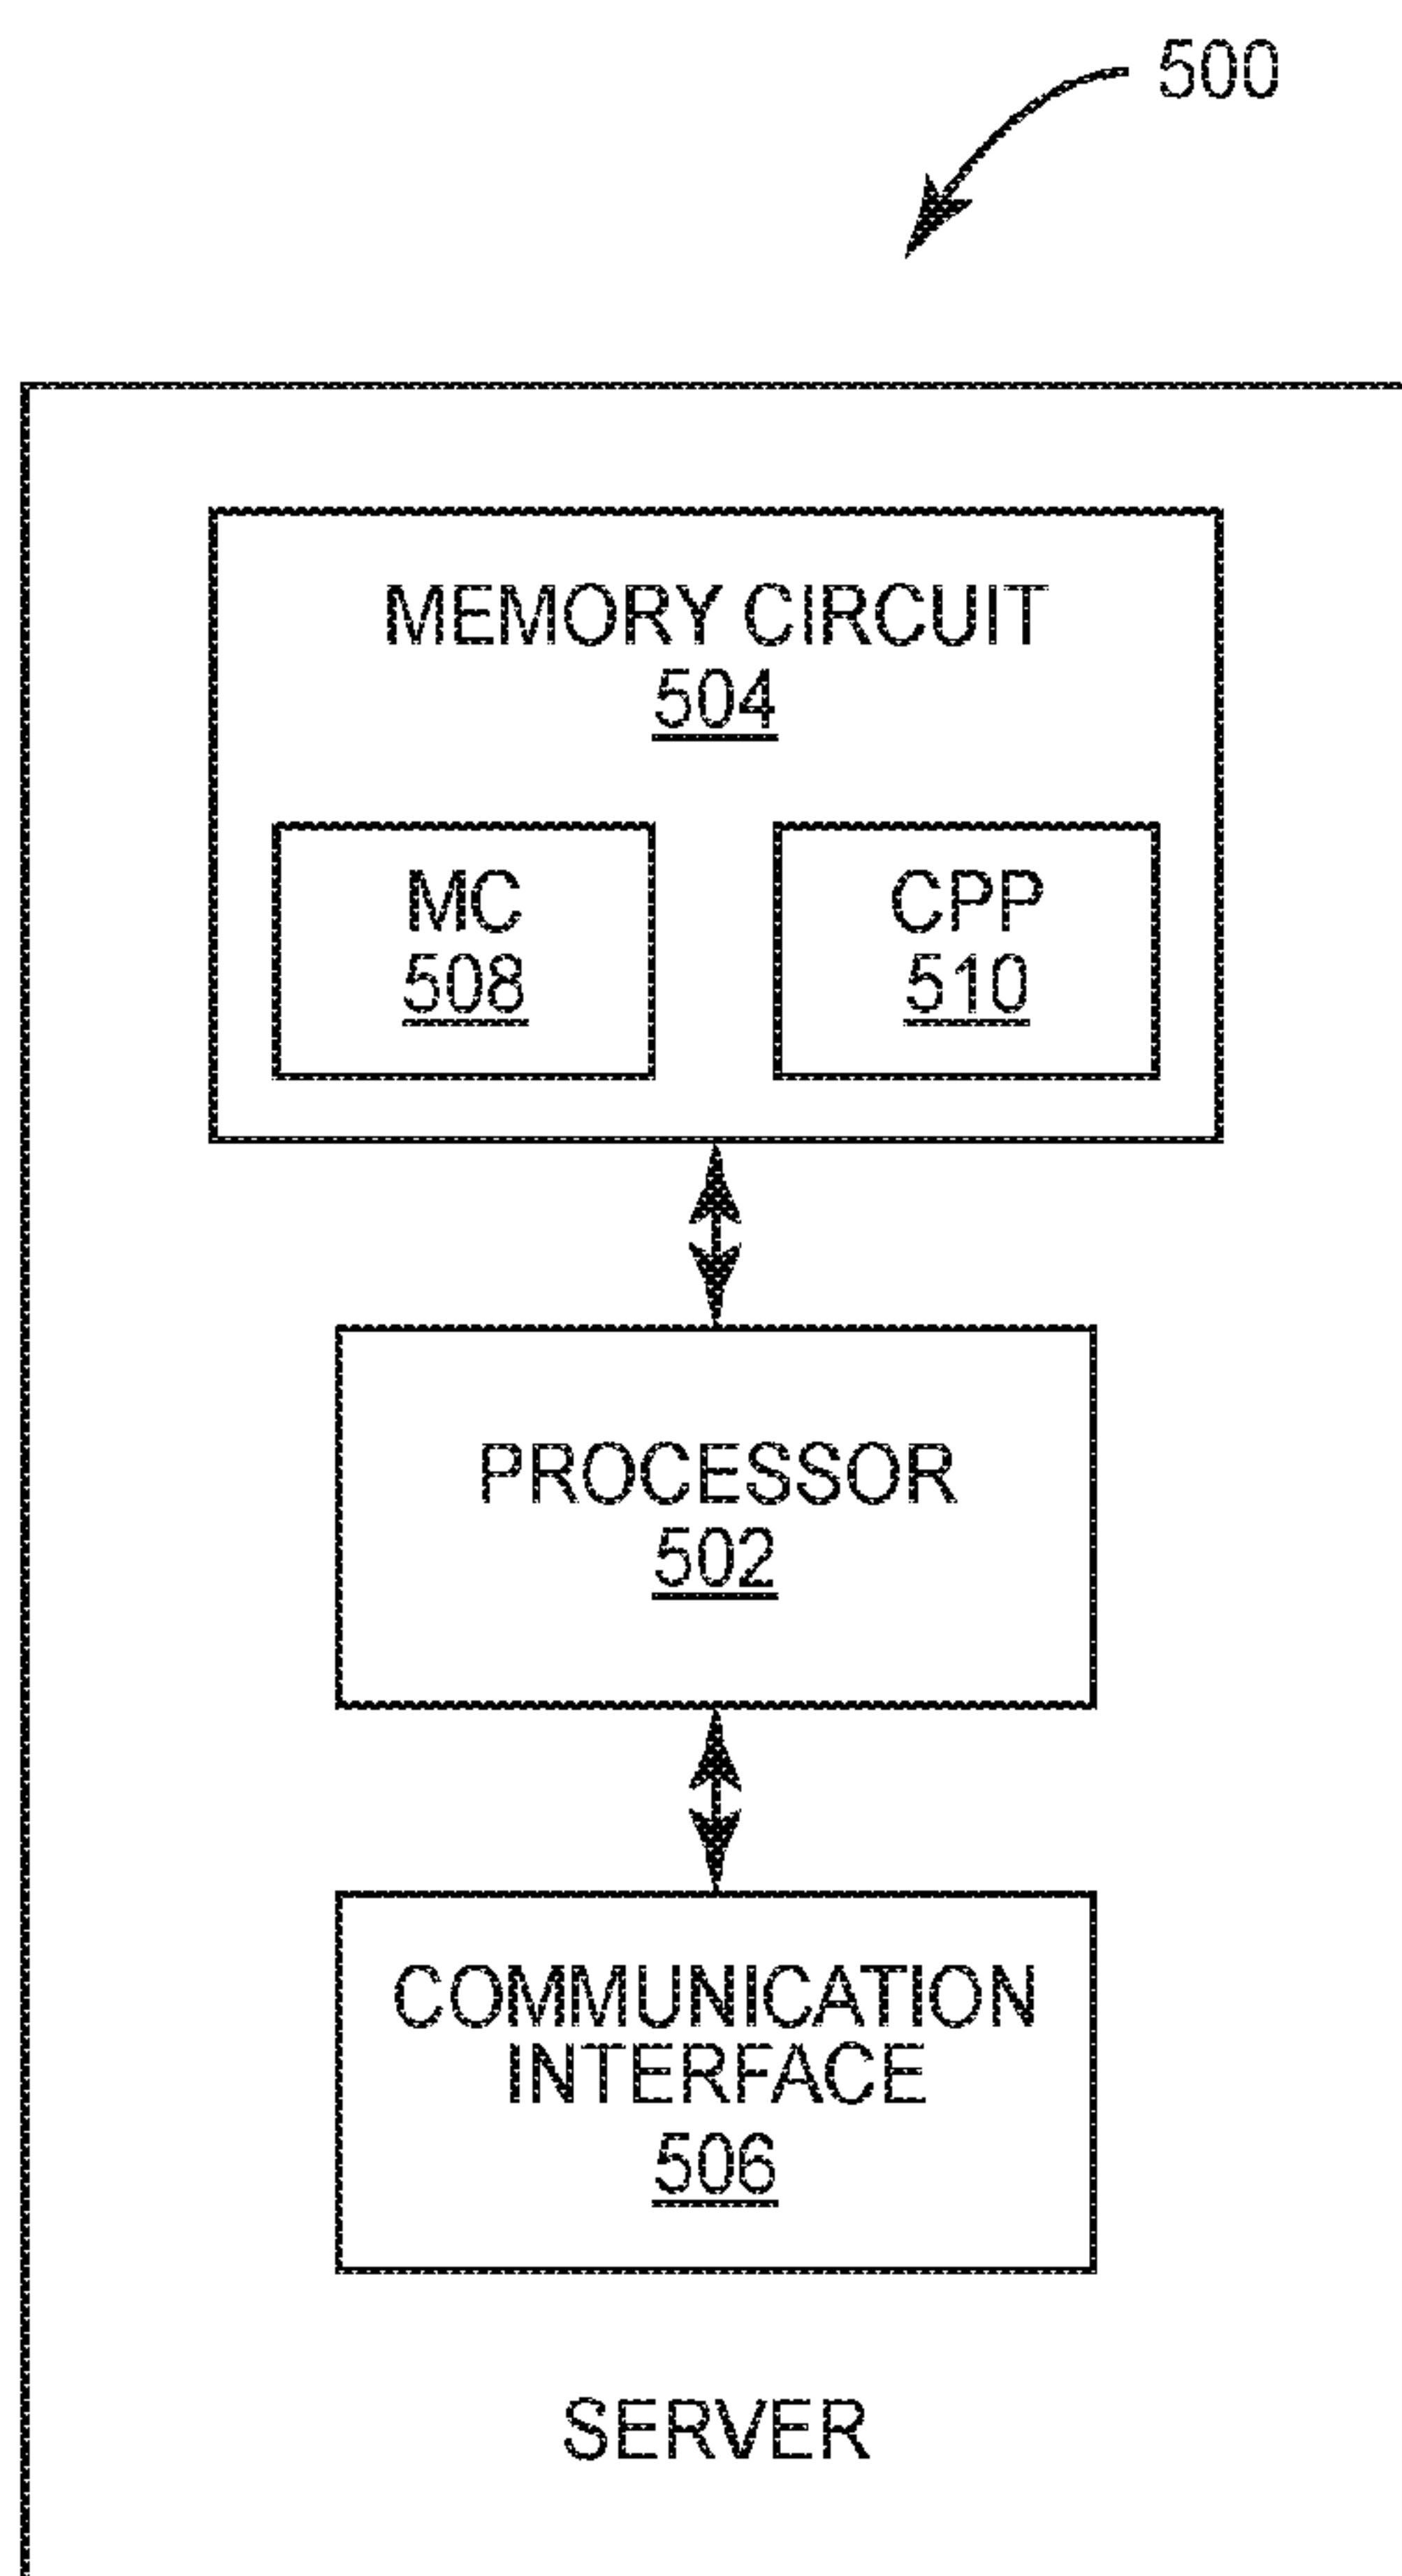 500
MEMORY CIRCUIT
504
MC
508
CPP
510
PROCESSOR
502
COMMUNICATION
INTERFACE
506
SERVER